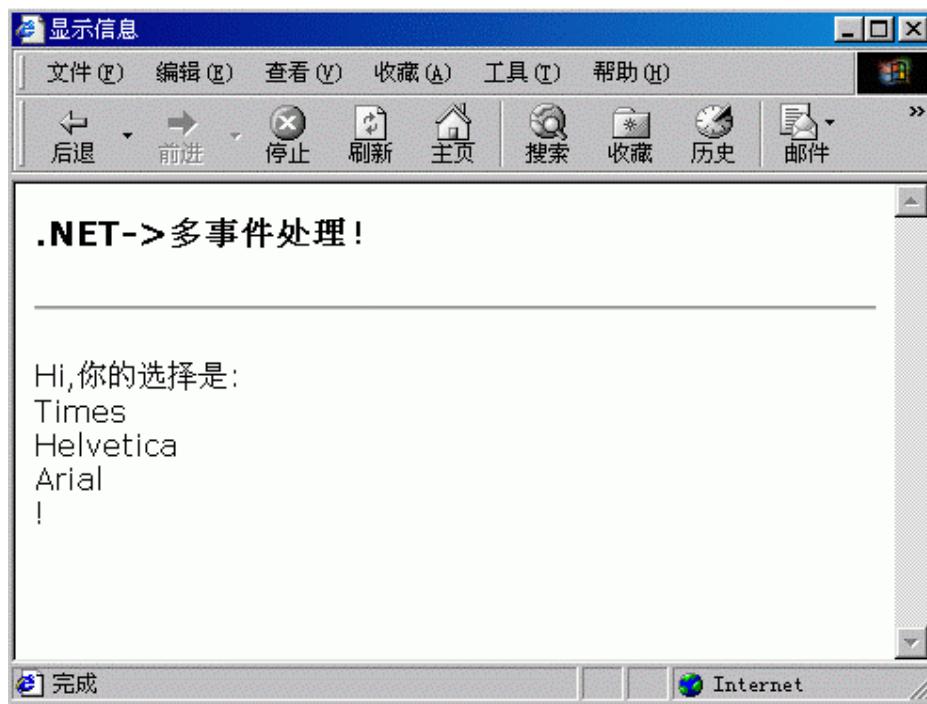 显示信息
文件(F) 编辑(E) 查看(V) 收藏(A) 工具(T) 帮助(H)
后退 前进 停止 刷新 主页 搜索 收藏 历史 邮件 »
.NET->多事件处理!
Hi,你的选择是:
Times
Helvetica
Arial
!
完成 Internet